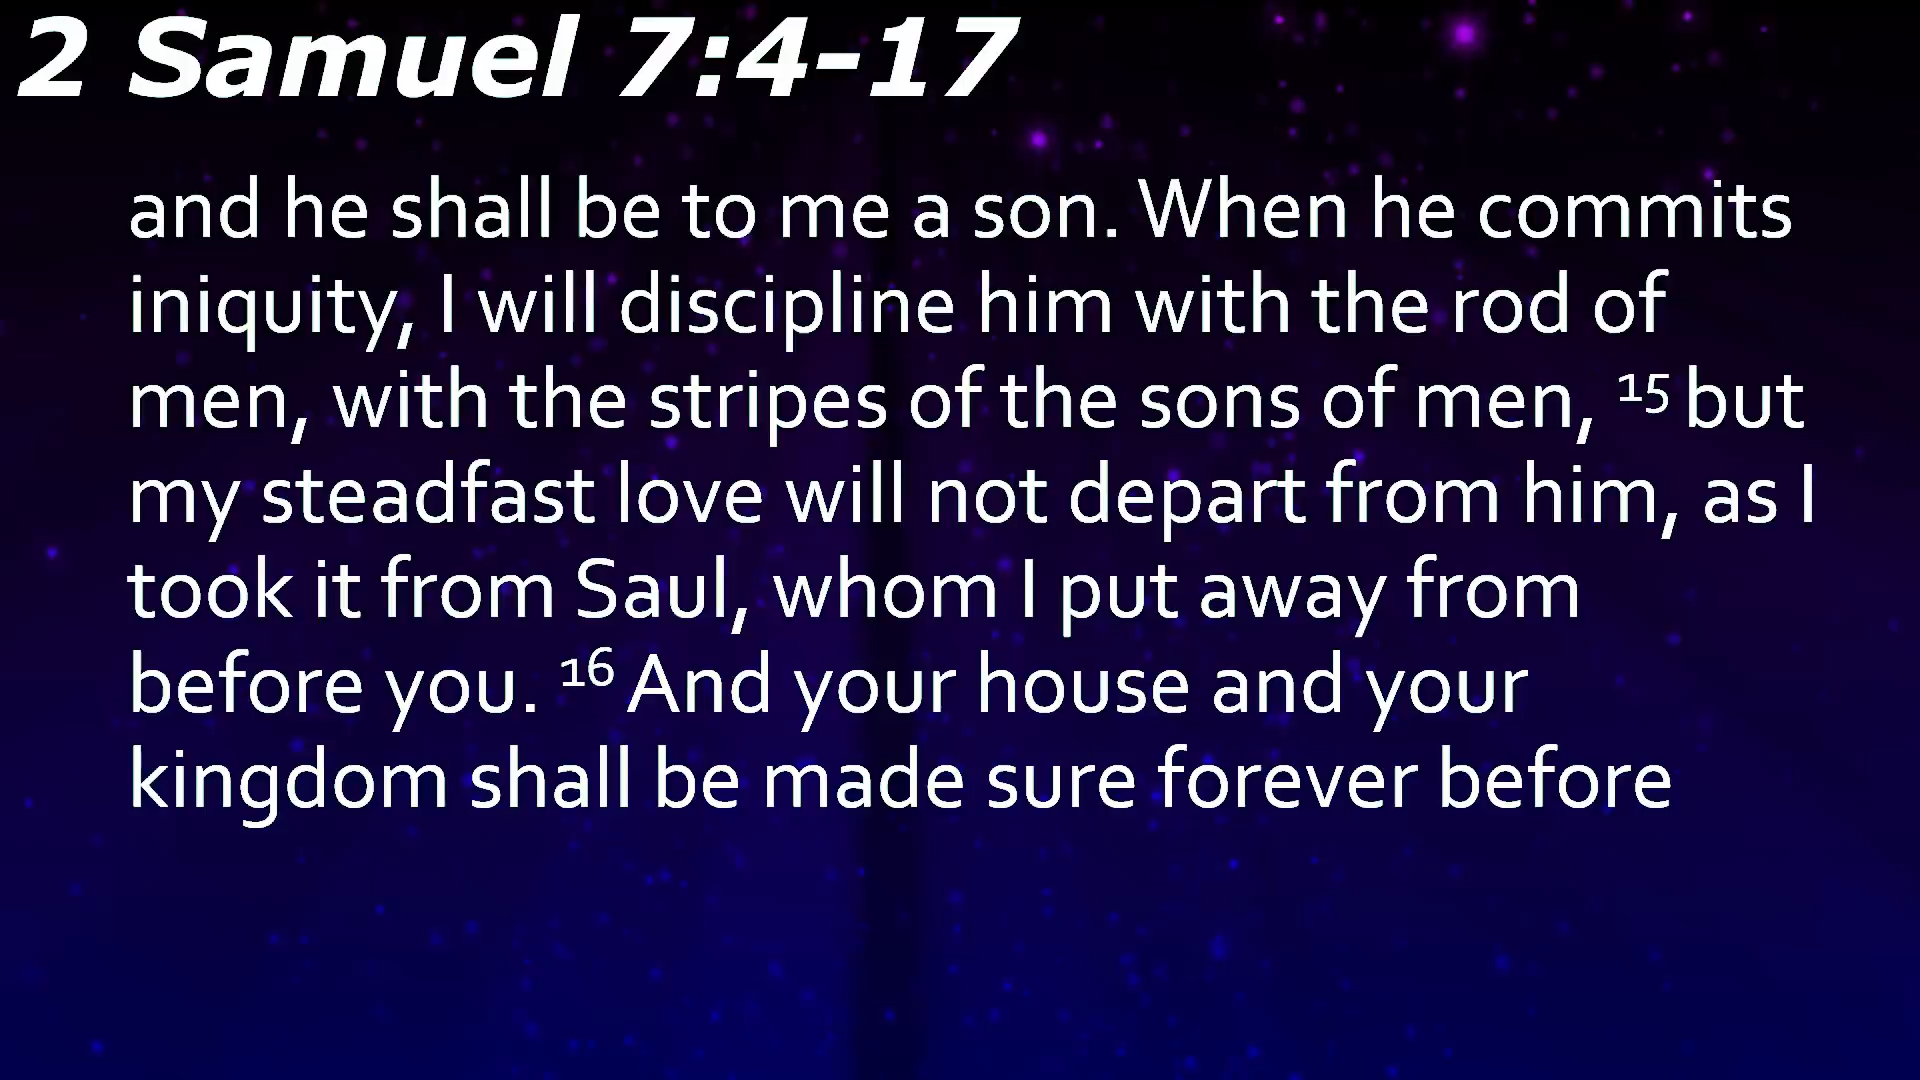 2 Samuel 7:4-17
and he shall be to me a son. When he commits
iniquity, I will discipline him with the rod of
men, with the stripes of the sons of men, 15 but
my steadfast love will not depart from him, as I
took it from Saul, whom I put away from
before you. 16 And your house and your
kingdom shall be made sure forever before